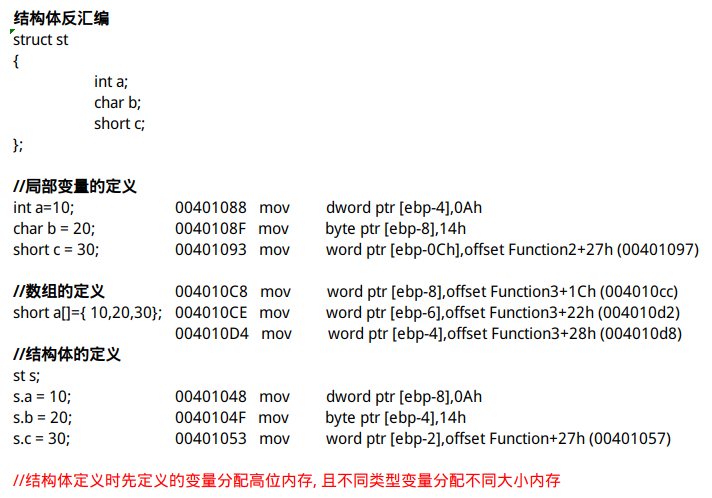 结构体反汇编
struct st
{
int a;
char b;
short c;
};
//局部变量的定义
int a=10; 00401088 mov dword ptr [ebp-4],0Ah
char b = 20; 0040108F mov byte ptr [ebp-8],14h
short c = 30; 00401093 mov word ptr [ebp-0Ch],offset Function2+27h (00401097)
//数组的定义 004010C8 mov word ptr [ebp-8],offset Function3+1Ch (004010cc)
short a[]={ 10,20,30}; 004010CE mov word ptr [ebp-6],offset Function3+22h (004010d2)
004010D4 mov word ptr [ebp-4],offset Function3+28h (004010d8)
//结构体的定义
st s;
s.a = 10; 00401048 mov dword ptr [ebp-8],0Ah
s.b = 20; 0040104F mov byte ptr [ebp-4],14h
s.c = 30; 00401053 mov word ptr [ebp-2],offset Function+27h (00401057)
//结构体定义时先定义的变量分配高位内存, 且不同类型变量分配不同大小内存